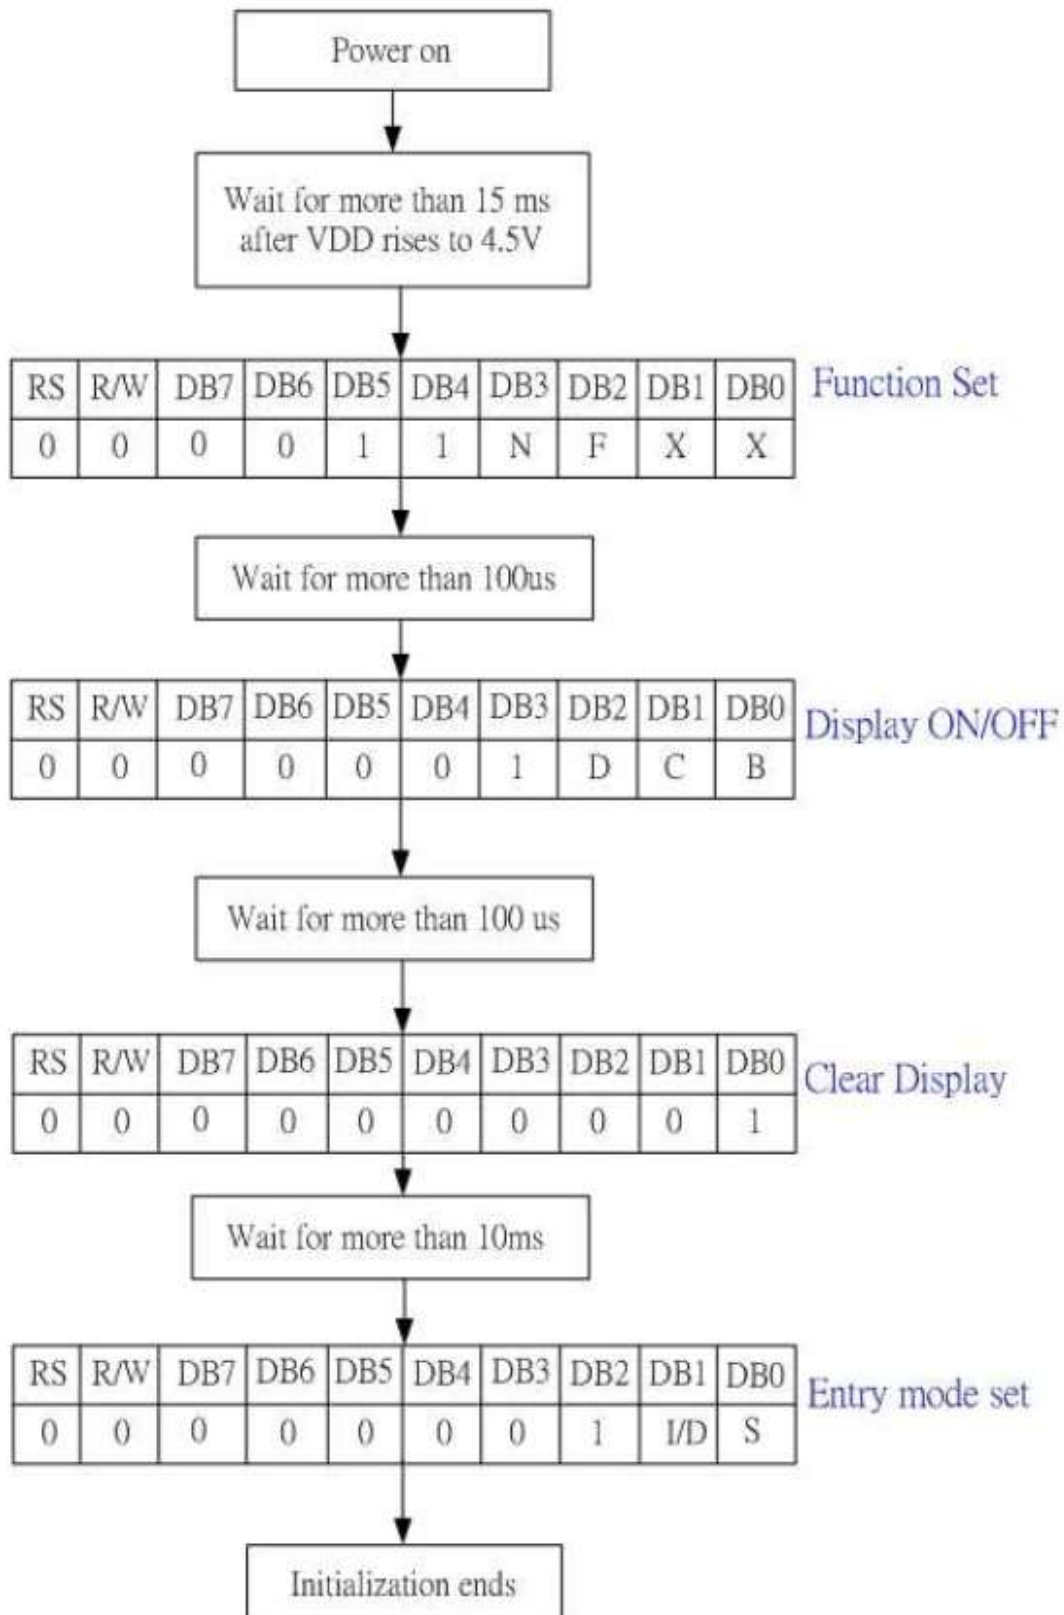 Power on
Wait for more than 15 ms
after VDD rises to 4.5V
RS R/W DB7 DB6 DB5 DB4 DB3 DB2 DB1 DB0
0 0 0 0 1 1 N F X X
Function Set
Wait for more than 100us
RS R/W DB7 DB6 DB5 DB4 DB3 DB2 DB1 DB0
0 0 0 0 0 0 1 D C B
Display ON/OFF
Wait for more than 100 us
RS R/W DB7 DB6 DB5 DB4 DB3 DB2 DB1 DB0
0 0 0 0 0 0 0 0 0 1
Clear Display
Wait for more than 10ms
RS R/W DB7 DB6 DB5 DB4 DB3 DB2 DB1 DB0
0 0 0 0 0 0 0 1 I/D S
Entry mode set
Initialization ends